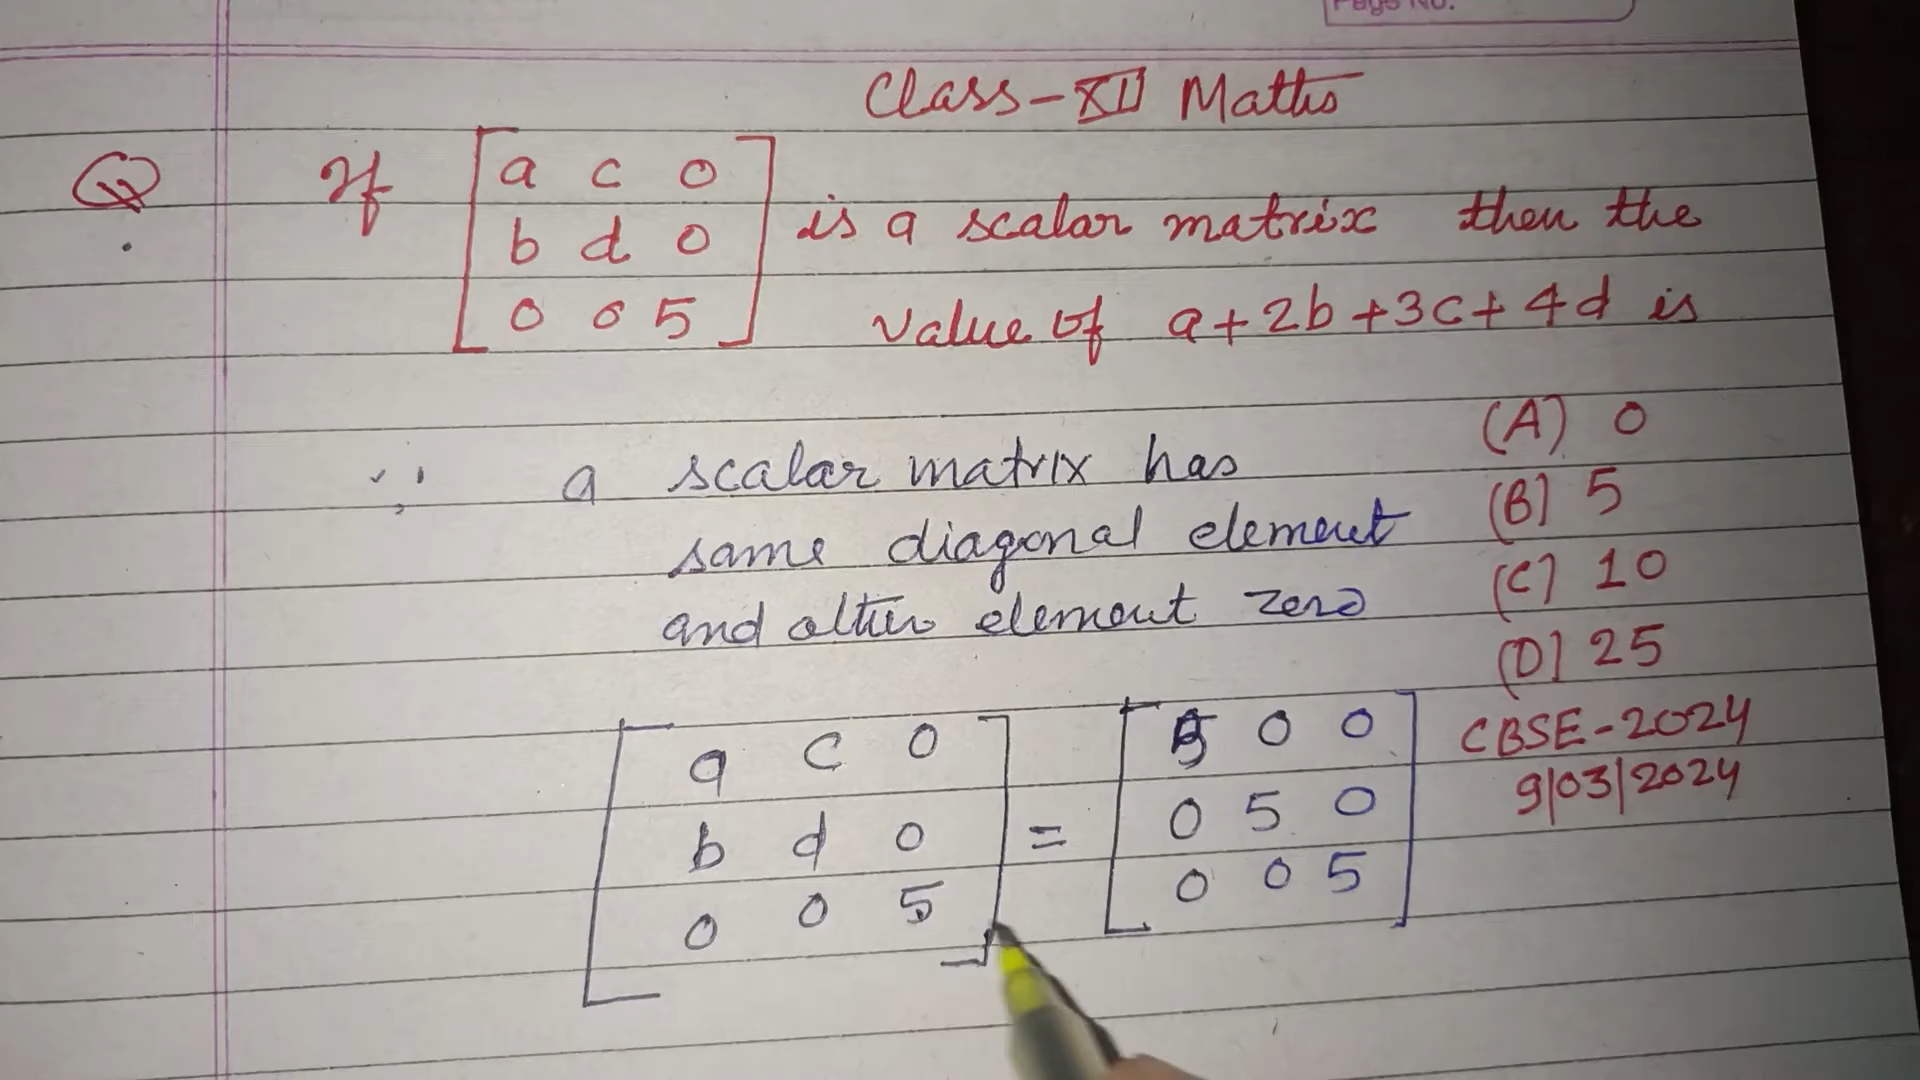 Page No.
Class-XII Maths
Q If [a c 0
b d 0
0 0 5] is a scalar matrix then the
value of a+2b+3c+4d is
(A) 0
(B) 5
(C) 10
(D) 25
CBSE-2024
9/03/2024
∵ a scalar matrix has
same diagonal element
and other element zero
[a c 0
b d 0
0 0 5] = [5 0 0
0 5 0
0 0 5]